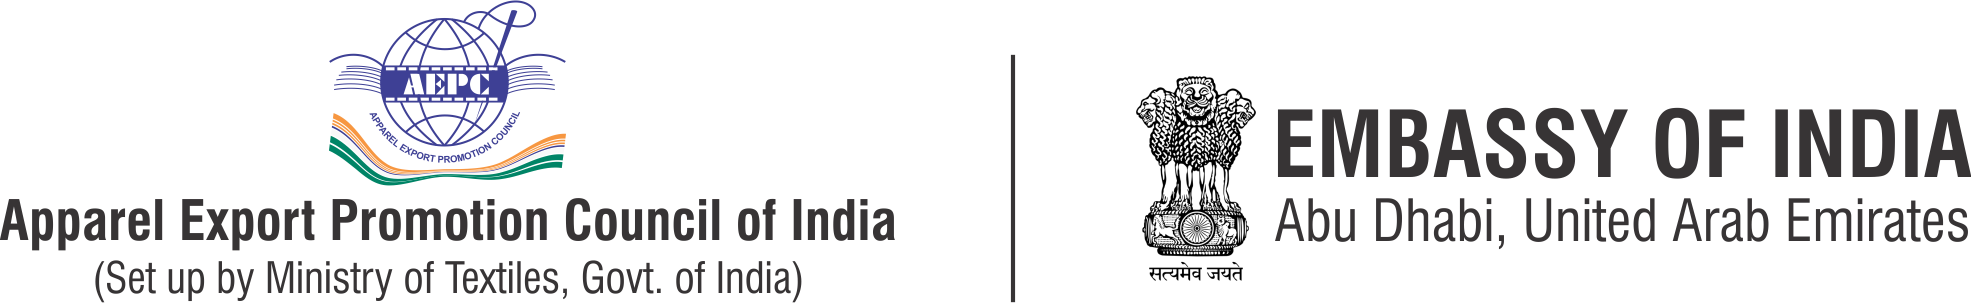 AEPC
APPAREL EXPORT PROMOTION COUNCIL
Apparel Export Promotion Council of India
(Set up by Ministry of Textiles, Govt. of India)
सत्यमेव जयते
EMBASSY OF INDIA
Abu Dhabi, United Arab Emirates